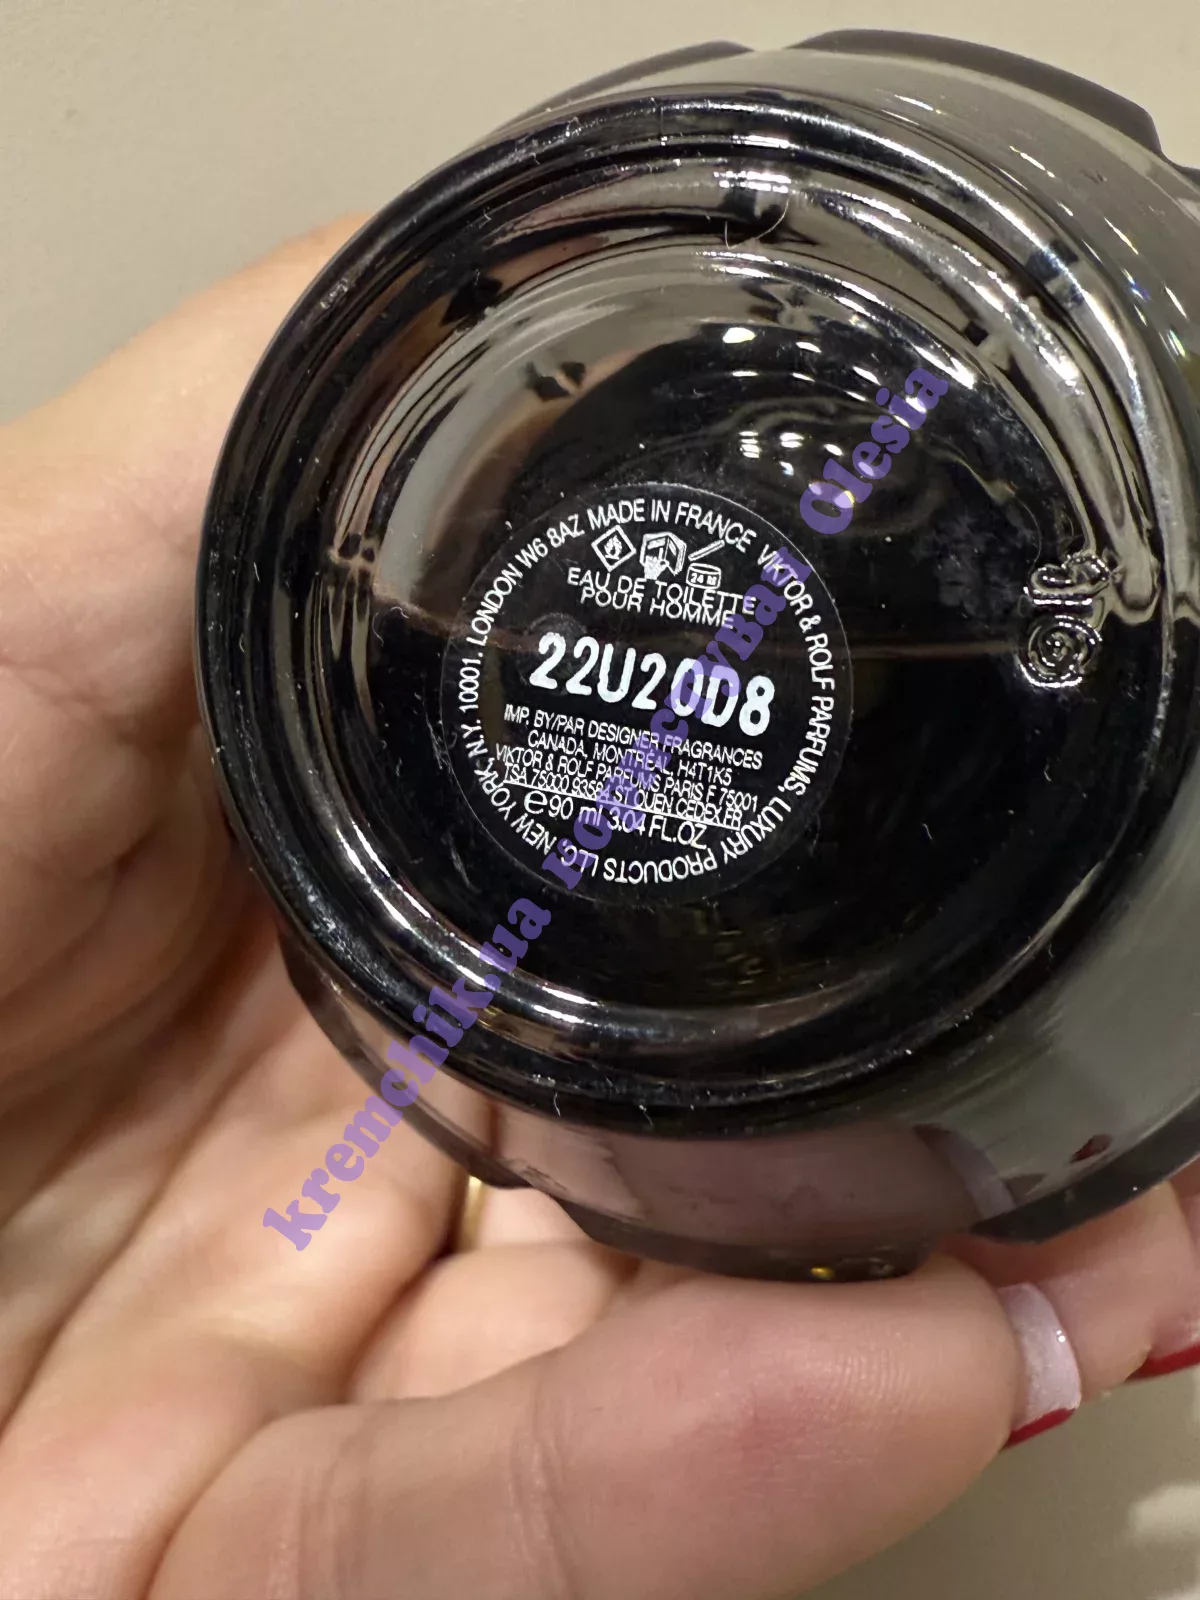 MADE IN FRANCE VIKTOR & ROLF PARFUMS, LUXURY PRODUCTS LLC, NEW YORK, N.Y. 10001. LONDON W6 8AZ
24 M
EAU DE TOILETTE
POUR HOMME
22U20D8
IMP. BY/PAR DESIGNER FRAGRANCES
CANADA, MONTREAL, H4T1K5
VIKTOR & ROLF PARFUMS PARIS F 75001
TSA 75000 93584 ST OUEN CEDEX FR
e 90 ml 3.04 FL.OZ
kremchik.ua Olesia